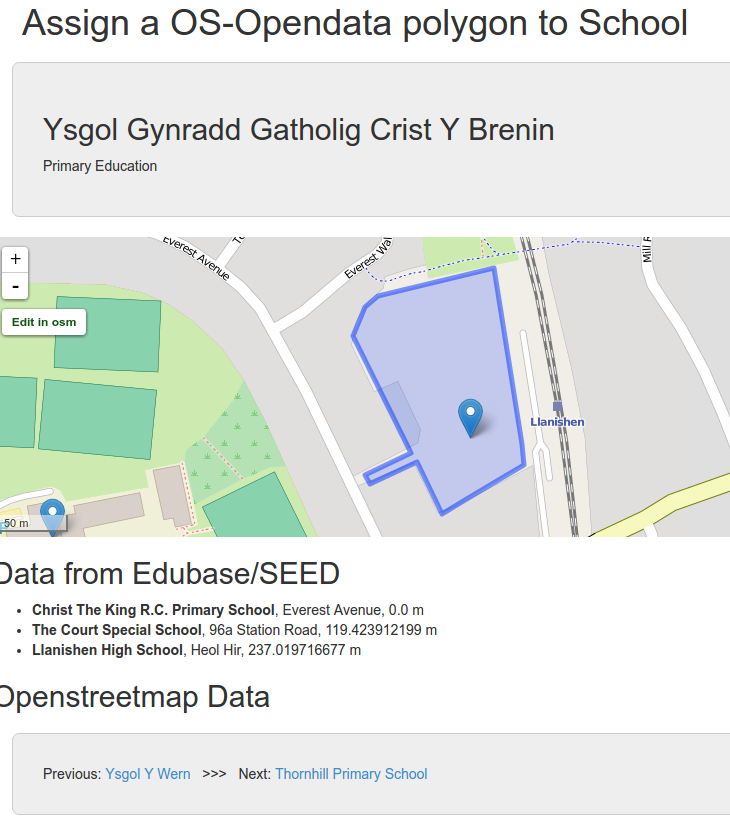 Assign a OS-Opendata polygon to School
Ysgol Gynradd Gatholig Crist Y Brenin
Primary Education
+
-
Edit in osm
Everest Avenue
Everest Wal
Mill R
Llanishen
50 m
Data from Edubase/SEED
• Christ The King R.C. Primary School, Everest Avenue, 0.0 m
• The Court Special School, 96a Station Road, 119.423912199 m
• Llanishen High School, Heol Hir, 237.019716677 m
Openstreetmap Data
Previous: Ysgol Y Wern >>> Next: Thornhill Primary School